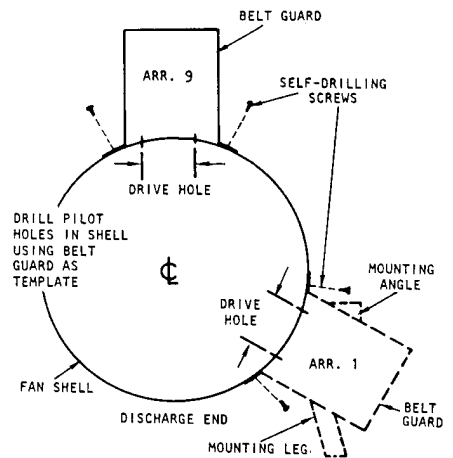 BELT GUARD
ARR. 9
SELF-DRILLING
SCREWS
DRIVE HOLE
DRILL PILOT
HOLES IN SHELL
USING BELT
GUARD AS
TEMPLATE
℄
MOUNTING
ANGLE
DRIVE
HOLE
ARR. 1
FAN SHELL
BELT
GUARD
DISCHARGE END
MOUNTING LEG.